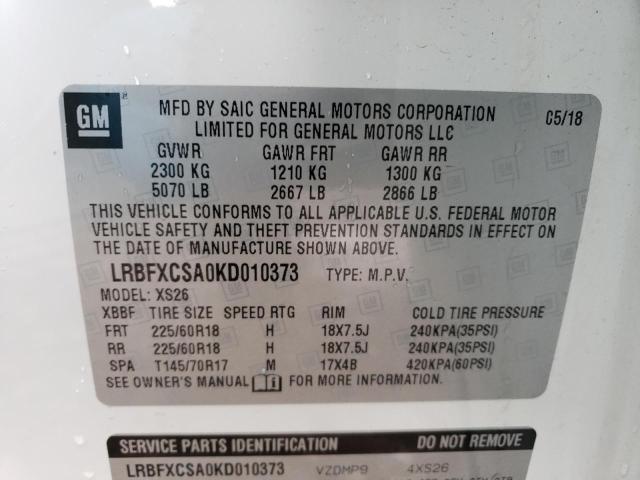 GM
MFD BY SAIC GENERAL MOTORS CORPORATION 05/18
LIMITED FOR GENERAL MOTORS LLC
GVWR GAWR FRT GAWR RR
2300 KG 1210 KG 1300 KG
5070 LB 2667 LB 2866 LB
THIS VEHICLE CONFORMS TO ALL APPLICABLE U.S. FEDERAL MOTOR
VEHICLE SAFETY AND THEFT PREVENTION STANDARDS IN EFFECT ON
THE DATE OF MANUFACTURE SHOWN ABOVE.
LRBFXCSA0KD010373 TYPE: M.P.V.
MODEL: XS26
XBBF TIRE SIZE SPEED RTG RIM COLD TIRE PRESSURE
FRT 225/60R18 H 18X7.5J 240KPA(35PSI)
RR 225/60R18 H 18X7.5J 240KPA(35PSI)
SPA T145/70R17 M 17X4B 420KPA(60PSI)
SEE OWNER'S MANUAL FOR MORE INFORMATION
SERVICE PARTS IDENTIFICATION DO NOT REMOVE
LRBFXCSA0KD010373 VZDMP9 4XS26